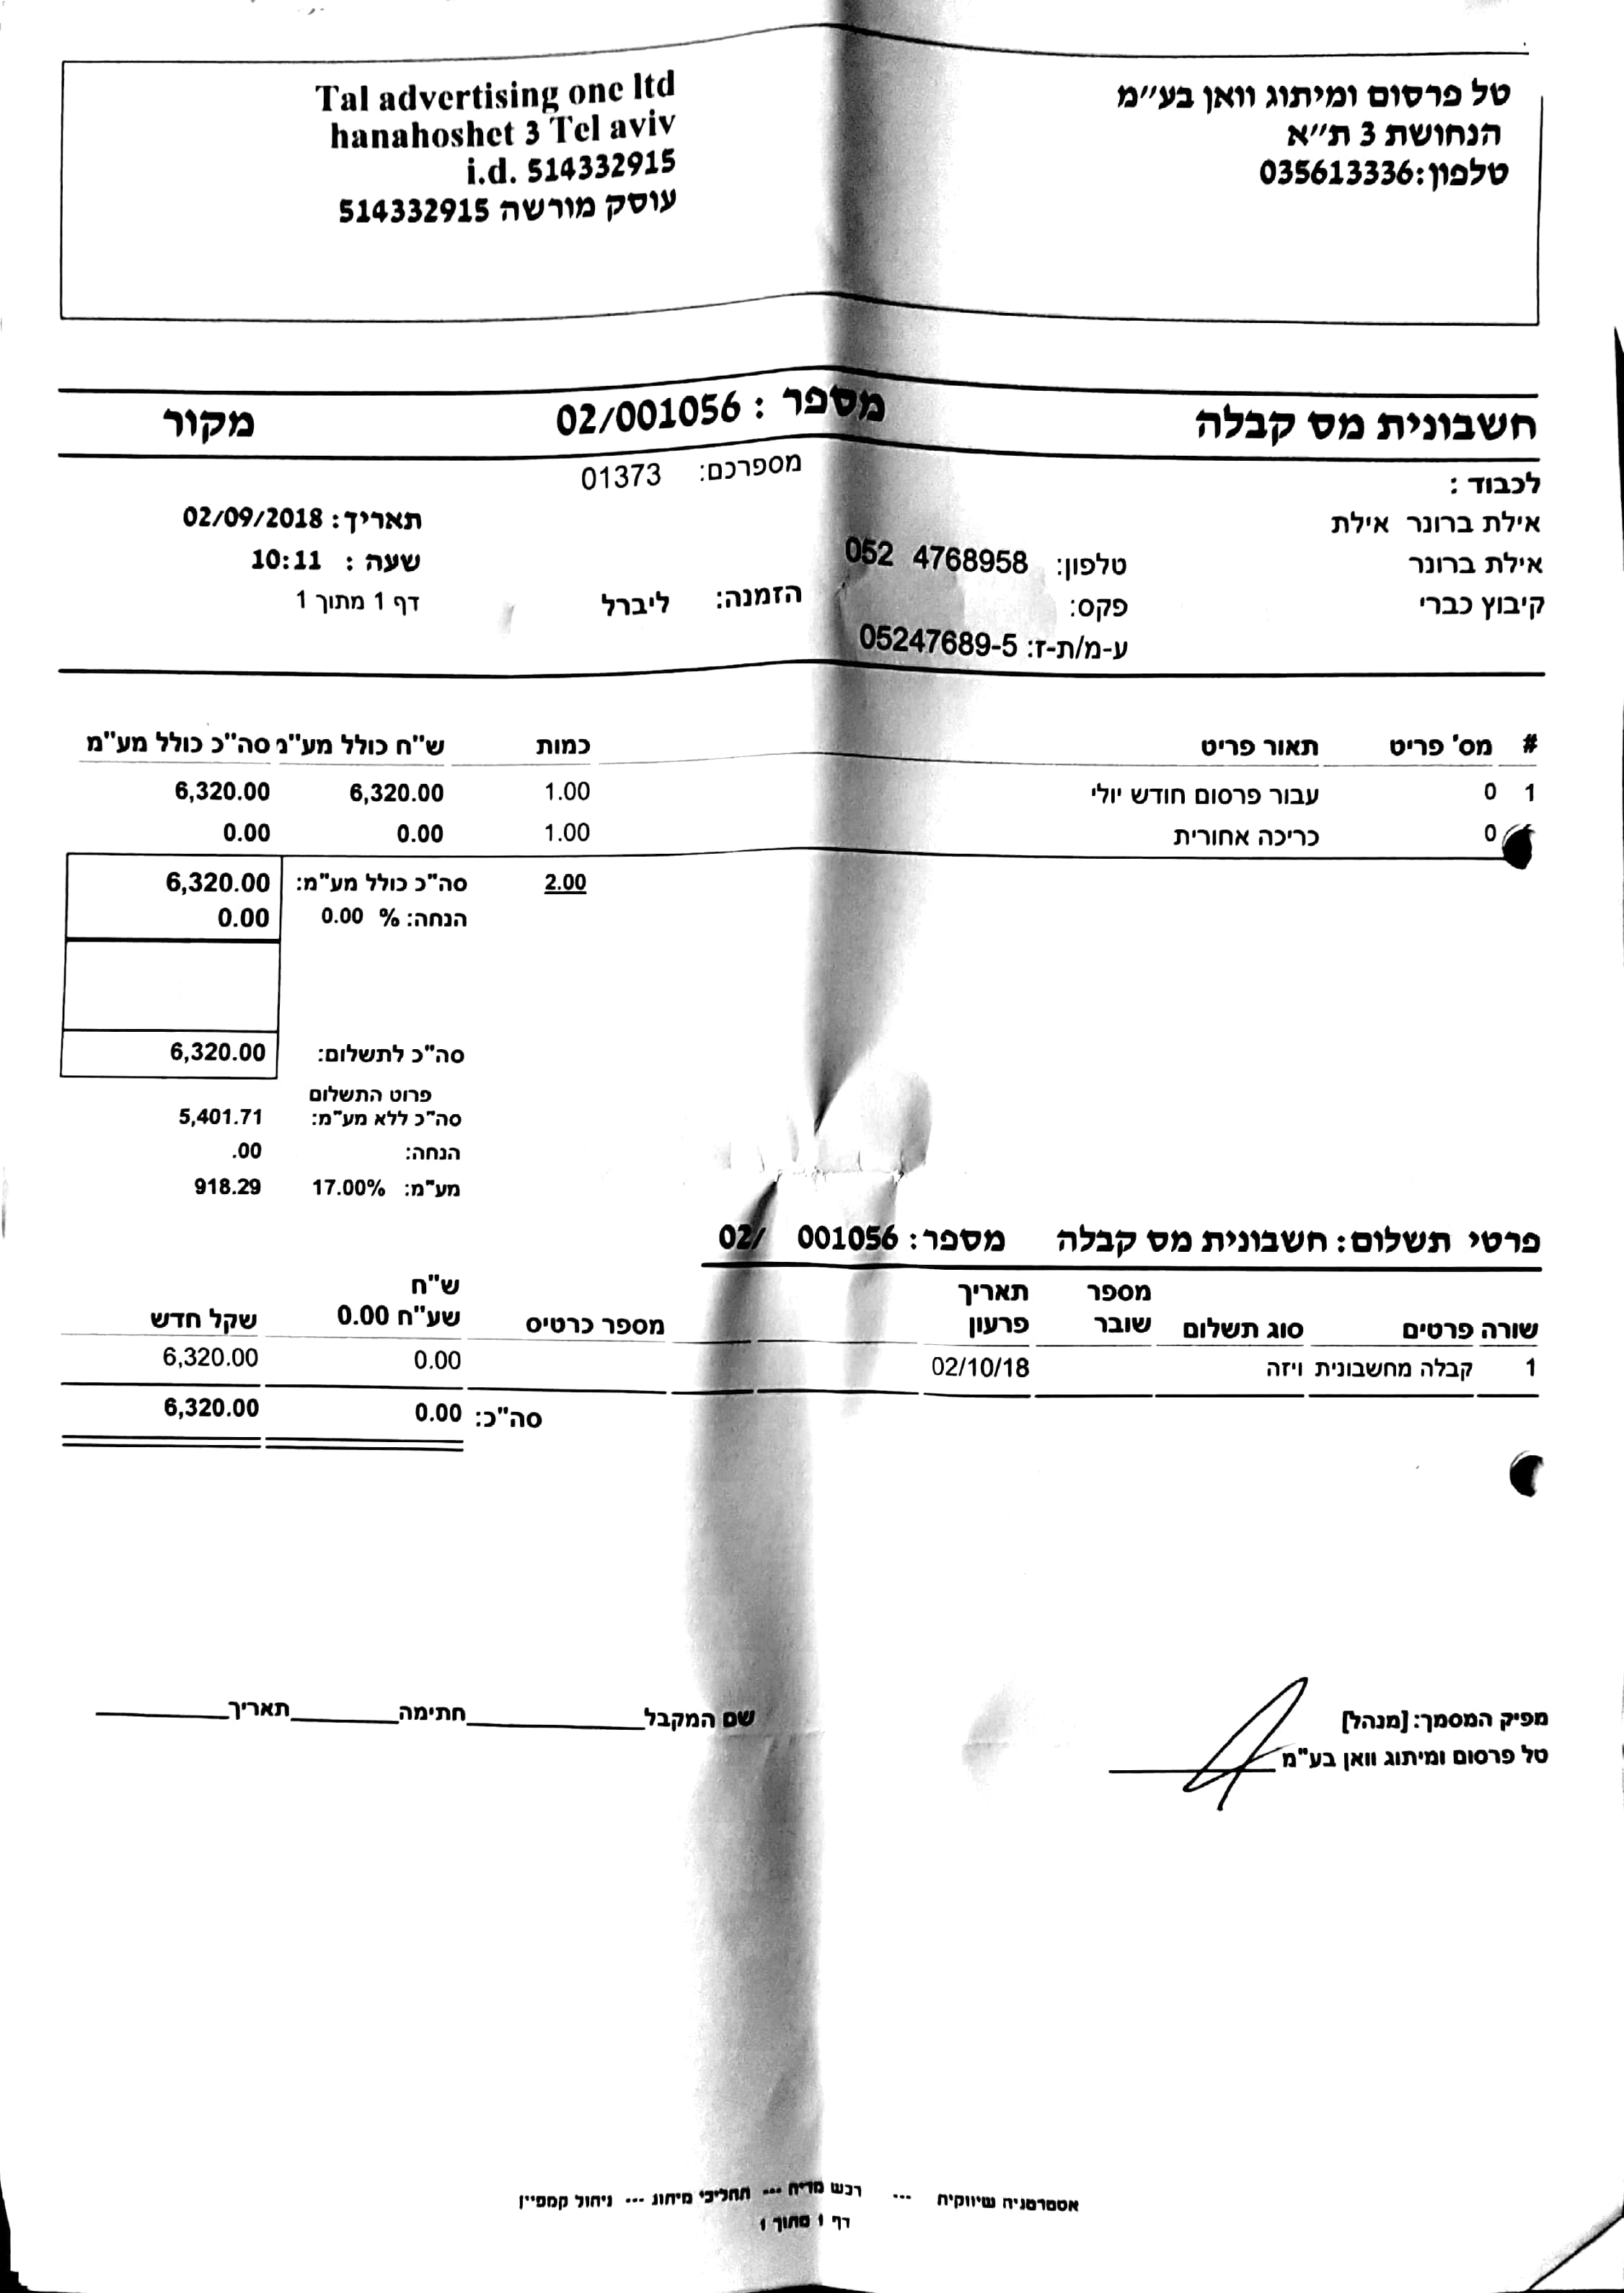 טל פרסום ומיתוג וואן בע״מ
הנחושת 3 ת״א
טלפון:035613336
Tal advertising one ltd
hanahoshet 3 Tel aviv
i.d. 514332915
עוסק מורשה 514332915
חשבונית מס קבלה מספר : 02/001056 מקור
לכבוד :
אילת ברונר אילת
אילת ברונר
קיבוץ כברי
טלפון: 052 4768958
פקס:
ע-מ/ת-ז: 05247689-5
מספרכם: 01373
הזמנה: ליברל
תאריך: 02/09/2018
שעה : 10:11
דף 1 מתוך 1
# מס' פריט תאור פריט כמות ש"ח כולל מע"מ סה"כ כולל מע"מ
1 0 עבור פרסום חודש יולי 1.00 6,320.00 6,320.00
0 כריכה אחורית 1.00 0.00 0.00
2.00 סה"כ כולל מע"מ: 6,320.00
הנחה: % 0.00 0.00
סה"כ לתשלום: 6,320.00
פרוט התשלום
סה"כ ללא מע"מ: 5,401.71
הנחה: .00
מע"מ: 17.00% 918.29
פרטי תשלום: חשבונית מס קבלה מספר: 001056 /02
שורה פרטים סוג תשלום מספר שובר תאריך פרעון מספר כרטיס ש"ח שע"ח 0.00 שקל חדש
1 קבלה מחשבונית ויזה 02/10/18 0.00 6,320.00
סה"כ: 0.00 6,320.00
מפיק המסמך: [מנהל]
טל פרסום ומיתוג וואן בע"מ
שם המקבל חתימה תאריך
אסטרטגיה שיווקית --- רכש מדיה --- תהליכי מיתוג --- ניהול קמפיין
דף 1 מתוך 1